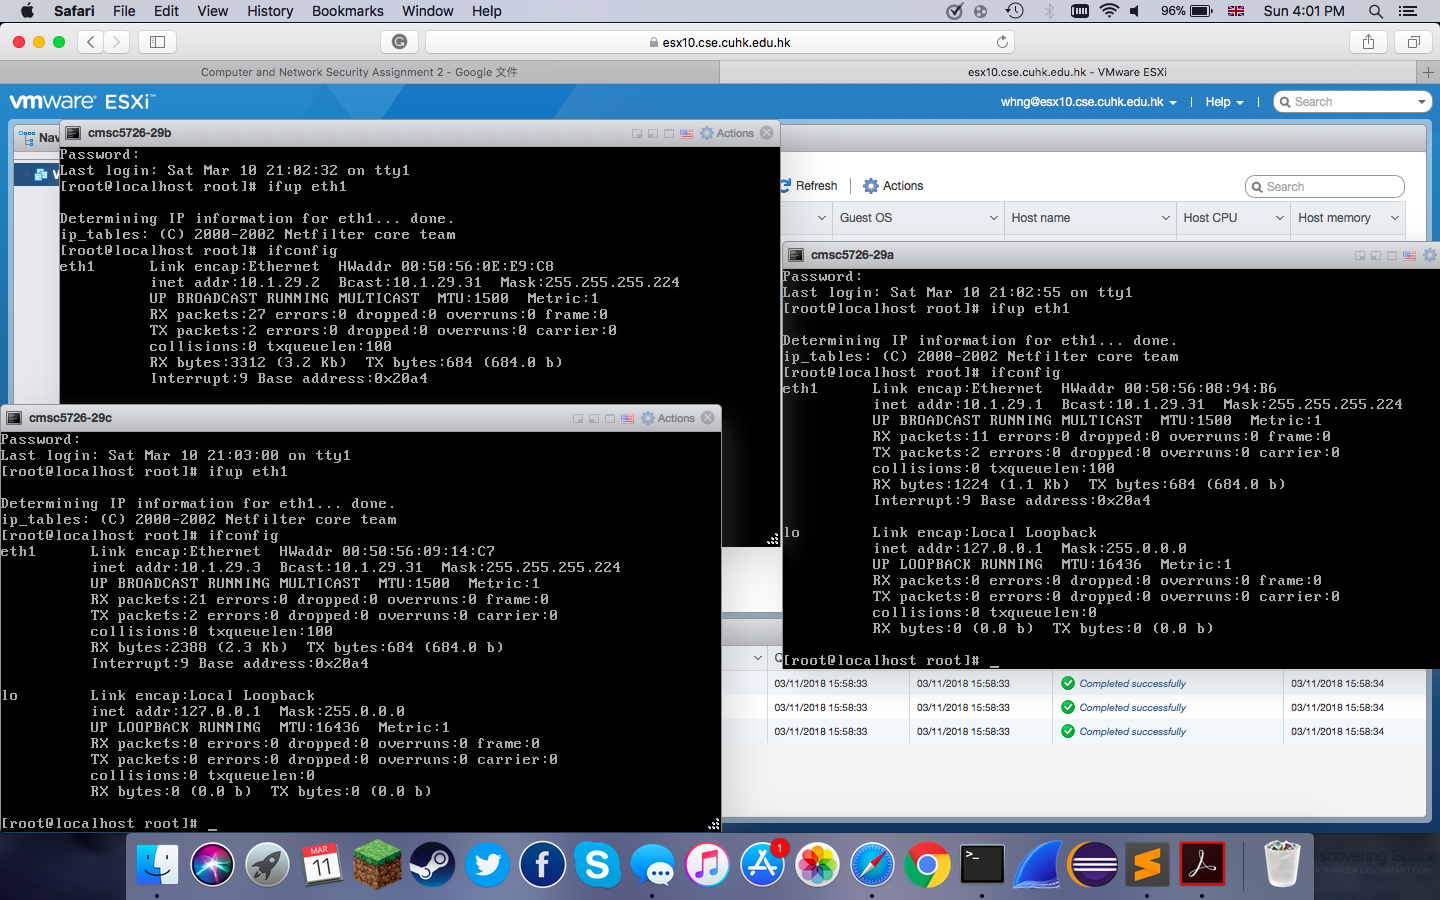 Safari File Edit View History Bookmarks Window Help
96% Sun 4:01 PM
esx10.cse.cuhk.edu.hk
Computer and Network Security Assignment 2 - Google 文件
esx10.cse.cuhk.edu.hk - VMware ESXi
vmware ESXi™
whng@esx10.cse.cuhk.edu.hk | Help | Search
Nav
Refresh | Actions
Search
Guest OS Host name Host CPU Host memory
cmsc5726-29b Actions
Password:
Last login: Sat Mar 10 21:02:32 on tty1
[root@localhost root]# ifup eth1
Determining IP information for eth1... done.
ip_tables: (C) 2000-2002 Netfilter core team
[root@localhost root]# ifconfig
eth1 Link encap:Ethernet HWaddr 00:50:56:0E:E9:C8
inet addr:10.1.29.2 Bcast:10.1.29.31 Mask:255.255.255.224
UP BROADCAST RUNNING MULTICAST MTU:1500 Metric:1
RX packets:27 errors:0 dropped:0 overruns:0 frame:0
TX packets:2 errors:0 dropped:0 overruns:0 carrier:0
collisions:0 txqueuelen:100
RX bytes:3312 (3.2 Kb) TX bytes:684 (684.0 b)
Interrupt:9 Base address:0x20a4
cmsc5726-29a
Password:
Last login: Sat Mar 10 21:02:55 on tty1
[root@localhost root]# ifup eth1
Determining IP information for eth1... done.
ip_tables: (C) 2000-2002 Netfilter core team
[root@localhost root]# ifconfig
eth1 Link encap:Ethernet HWaddr 00:50:56:08:94:B6
inet addr:10.1.29.1 Bcast:10.1.29.31 Mask:255.255.255.224
UP BROADCAST RUNNING MULTICAST MTU:1500 Metric:1
RX packets:11 errors:0 dropped:0 overruns:0 frame:0
TX packets:2 errors:0 dropped:0 overruns:0 carrier:0
collisions:0 txqueuelen:100
RX bytes:1224 (1.1 Kb) TX bytes:684 (684.0 b)
Interrupt:9 Base address:0x20a4
lo Link encap:Local Loopback
inet addr:127.0.0.1 Mask:255.0.0.0
UP LOOPBACK RUNNING MTU:16436 Metric:1
RX packets:0 errors:0 dropped:0 overruns:0 frame:0
TX packets:0 errors:0 dropped:0 overruns:0 carrier:0
collisions:0 txqueuelen:0
RX bytes:0 (0.0 b) TX bytes:0 (0.0 b)
[root@localhost root]# _
cmsc5726-29c Actions
Password:
Last login: Sat Mar 10 21:03:00 on tty1
[root@localhost root]# ifup eth1
Determining IP information for eth1... done.
ip_tables: (C) 2000-2002 Netfilter core team
[root@localhost root]# ifconfig
eth1 Link encap:Ethernet HWaddr 00:50:56:09:14:C7
inet addr:10.1.29.3 Bcast:10.1.29.31 Mask:255.255.255.224
UP BROADCAST RUNNING MULTICAST MTU:1500 Metric:1
RX packets:21 errors:0 dropped:0 overruns:0 frame:0
TX packets:2 errors:0 dropped:0 overruns:0 carrier:0
collisions:0 txqueuelen:100
RX bytes:2388 (2.3 Kb) TX bytes:684 (684.0 b)
Interrupt:9 Base address:0x20a4
lo Link encap:Local Loopback
inet addr:127.0.0.1 Mask:255.0.0.0
UP LOOPBACK RUNNING MTU:16436 Metric:1
RX packets:0 errors:0 dropped:0 overruns:0 frame:0
TX packets:0 errors:0 dropped:0 overruns:0 carrier:0
collisions:0 txqueuelen:0
RX bytes:0 (0.0 b) TX bytes:0 (0.0 b)
[root@localhost root]# _
03/11/2018 15:58:33 03/11/2018 15:58:33 Completed successfully 03/11/2018 15:58:34
03/11/2018 15:58:33 03/11/2018 15:58:33 Completed successfully 03/11/2018 15:58:34
03/11/2018 15:58:33 03/11/2018 15:58:33 Completed successfully 03/11/2018 15:58:34
MAR
11
1
iscovering Space